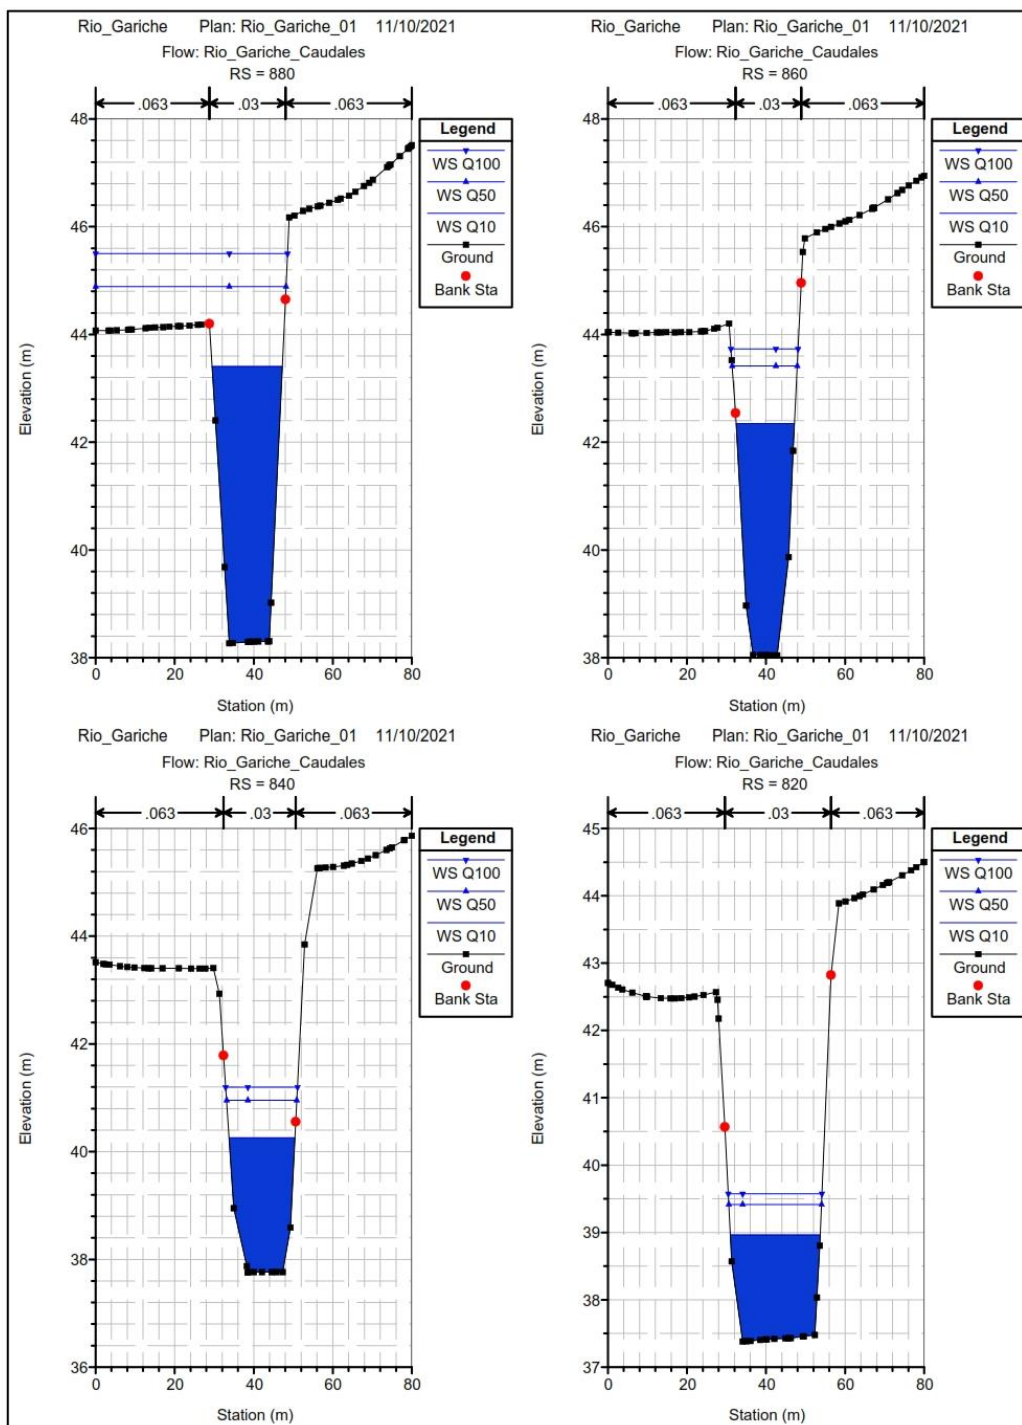 Rio_Gariche Plan: Rio_Gariche_01 11/10/2021
Flow: Rio_Gariche_Caudales
RS = 880
.063 .03 .063
48
46
44
42
40
38
Elevation (m)
0 20 40 60 80
Station (m)
Legend
WS Q100
WS Q50
WS Q10
Ground
Bank Sta
Rio_Gariche Plan: Rio_Gariche_01 11/10/2021
Flow: Rio_Gariche_Caudales
RS = 860
.063 .03 .063
48
46
44
42
40
38
Elevation (m)
0 20 40 60 80
Station (m)
Legend
WS Q100
WS Q50
WS Q10
Ground
Bank Sta
Rio_Gariche Plan: Rio_Gariche_01 11/10/2021
Flow: Rio_Gariche_Caudales
RS = 840
.063 .03 .063
46
44
42
40
38
36
Elevation (m)
0 20 40 60 80
Station (m)
Legend
WS Q100
WS Q50
WS Q10
Ground
Bank Sta
Rio_Gariche Plan: Rio_Gariche_01 11/10/2021
Flow: Rio_Gariche_Caudales
RS = 820
.063 .03 .063
45
44
43
42
41
40
39
38
37
Elevation (m)
0 20 40 60 80
Station (m)
Legend
WS Q100
WS Q50
WS Q10
Ground
Bank Sta